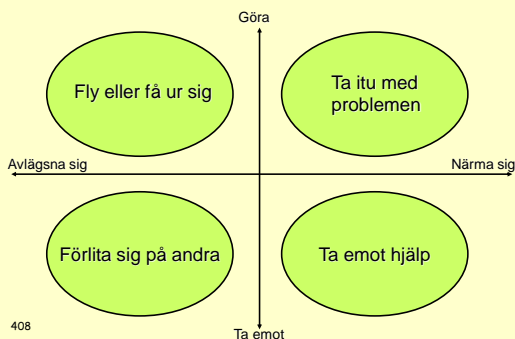 Göra
Fly eller få ur sig
Ta itu med
problemen
Avlägsna sig
Närma sig
Förlita sig på andra
Ta emot hjälp
408
Ta emot